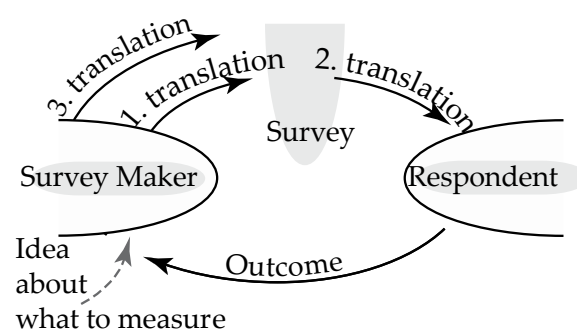 3. translation
1. translation
2. translation
Survey
Survey Maker
Respondent
Outcome
Idea
about
what to measure